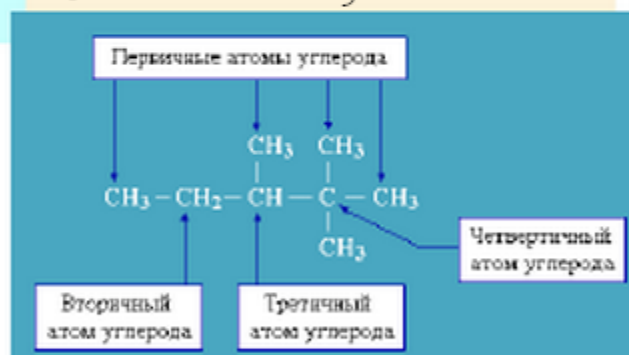 Первичные атомы углерода
CH3 CH3
CH3 – CH2 – CH – C – CH3
CH3
Четвертичный
атом углерода
Вторичный
атом углерода
Третичный
атом углерода